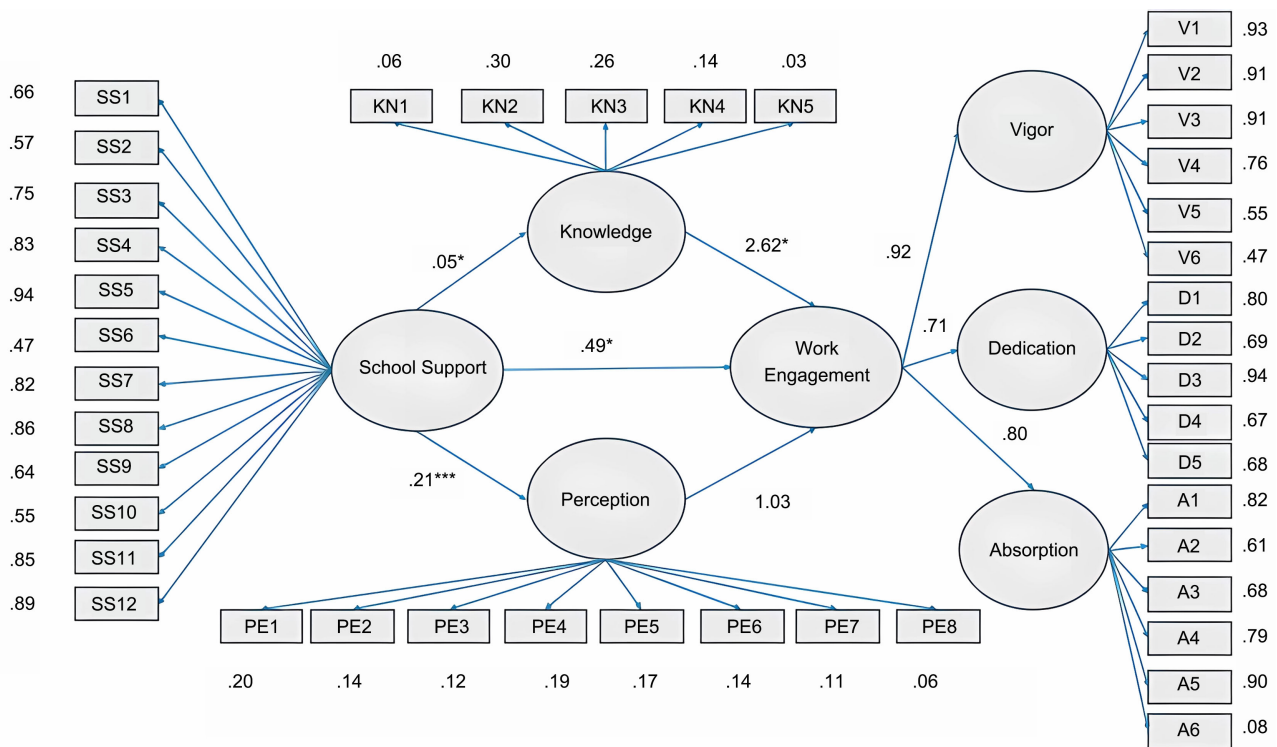 V1 .93
.06 .30 .26 .14 .03
V2 .91
.66 SS1
KN1 KN2 KN3 KN4 KN5
V3 .91
Vigor
.57 SS2
V4 .76
.75 SS3
V5 .55
Knowledge
.83 SS4
2.62*
.92
V6 .47
.05*
.94 SS5
D1 .80
.47 SS6
.49*
.71
D2 .69
School Support
Work
Engagement
Dedication
.82 SS7
D3 .94
.86 SS8
D4 .67
.80
.64 SS9
D5 .68
.21***
Perception
1.03
A1 .82
.55 SS10
A2 .61
.85 SS11
Absorption
A3 .68
.89 SS12
PE1 PE2 PE3 PE4 PE5 PE6 PE7 PE8
A4 .79
.20 .14 .12 .19 .17 .14 .11 .06
A5 .90
A6 .08